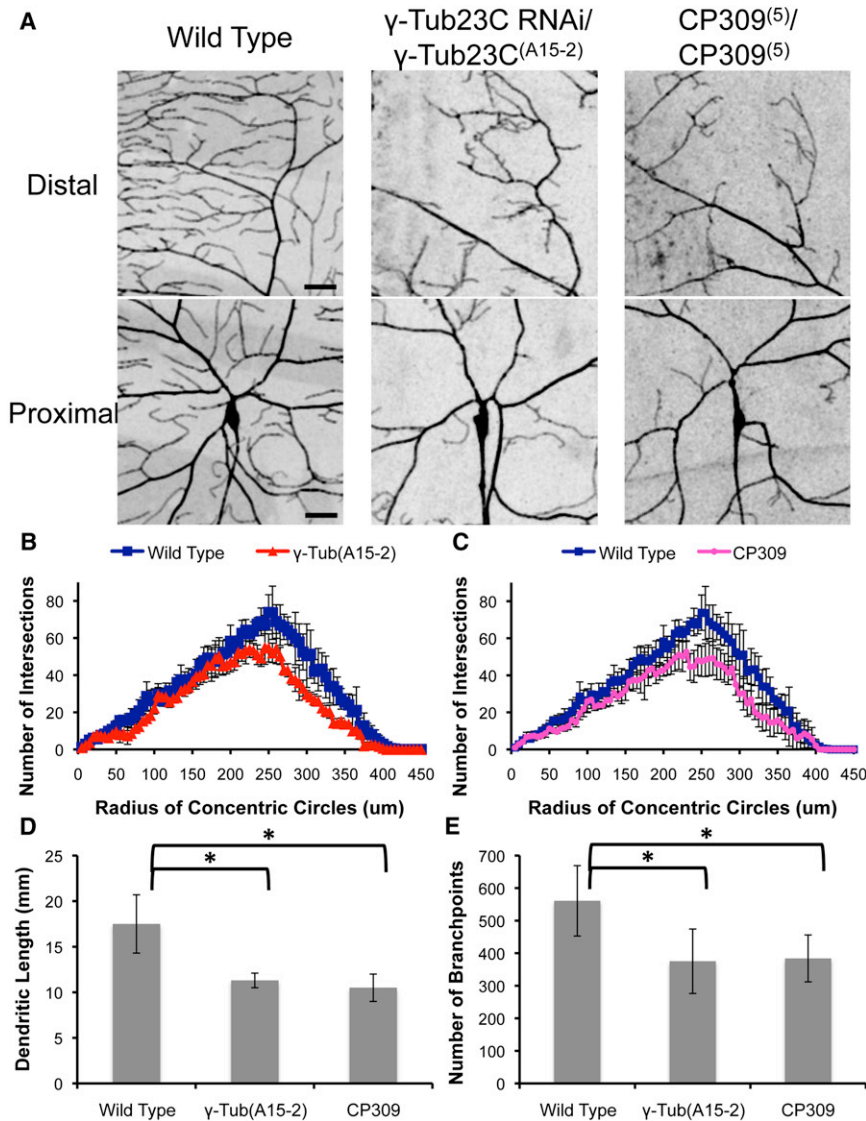 A
Wild Type
γ-Tub23C RNAi/
γ-Tub23C(A15-2)
CP309(5)/
CP309(5)
Distal
Proximal
B
Wild Type
γ-Tub(A15-2)
Number of Intersections
80
60
40
20
0
0 50 100 150 200 250 300 350 400 450
Radius of Concentric Circles (um)
C
Wild Type
CP309
Number of Intersections
80
60
40
20
0
0 50 100 150 200 250 300 350 400 450
Radius of Concentric Circles (um)
D
Dendritic Length (mm)
25
20
15
10
5
0
*
*
Wild Type
γ-Tub(A15-2)
CP309
E
Number of Branchpoints
700
600
500
400
300
200
100
0
*
*
Wild Type
γ-Tub(A15-2)
CP309